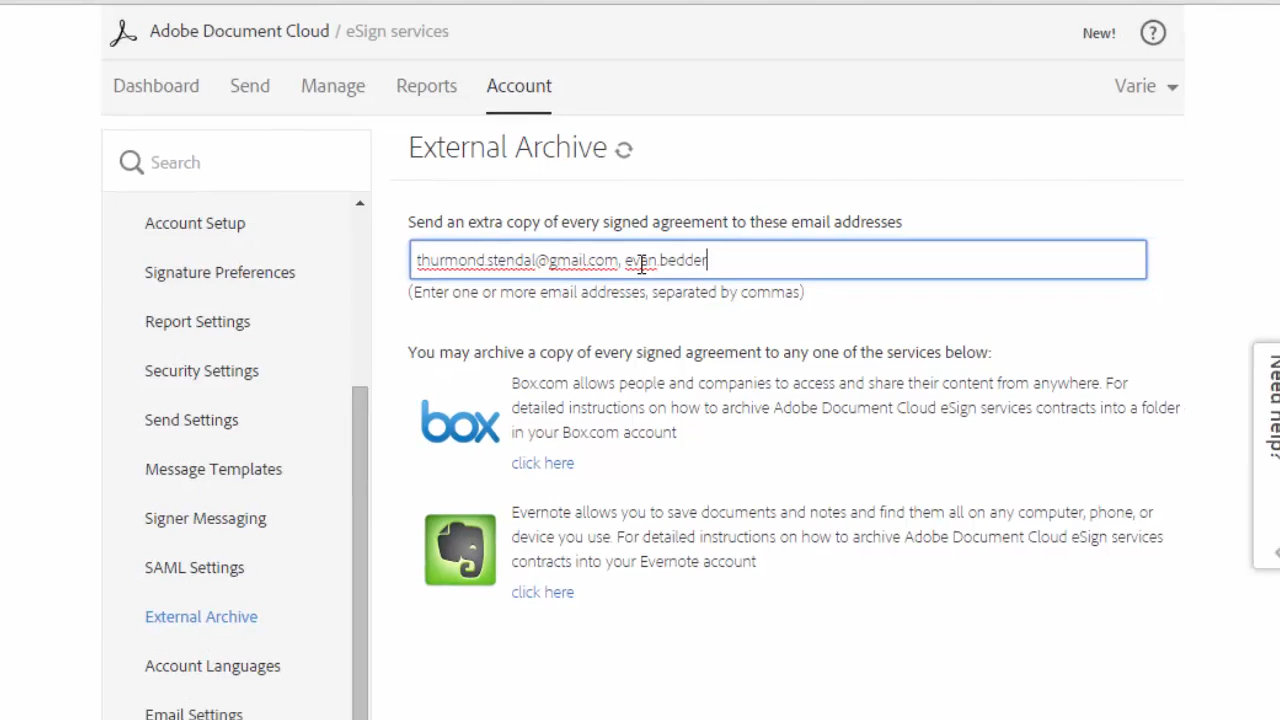 Adobe Document Cloud / eSign services
New!
?
Dashboard Send Manage Reports Account
Varie
Search
Account Setup
Signature Preferences
Report Settings
Security Settings
Send Settings
Message Templates
Signer Messaging
SAML Settings
External Archive
Account Languages
Email Settings
External Archive
Send an extra copy of every signed agreement to these email addresses
thurmond.stendal@gmail.com, evan.bedder
(Enter one or more email addresses, separated by commas)
You may archive a copy of every signed agreement to any one of the services below:
box
Box.com allows people and companies to access and share their content from anywhere. For
detailed instructions on how to archive Adobe Document Cloud eSign services contracts into a folder
in your Box.com account
click here
Evernote allows you to save documents and notes and find them all on any computer, phone, or
device you use. For detailed instructions on how to archive Adobe Document Cloud eSign services
contracts into your Evernote account
click here
Need help?